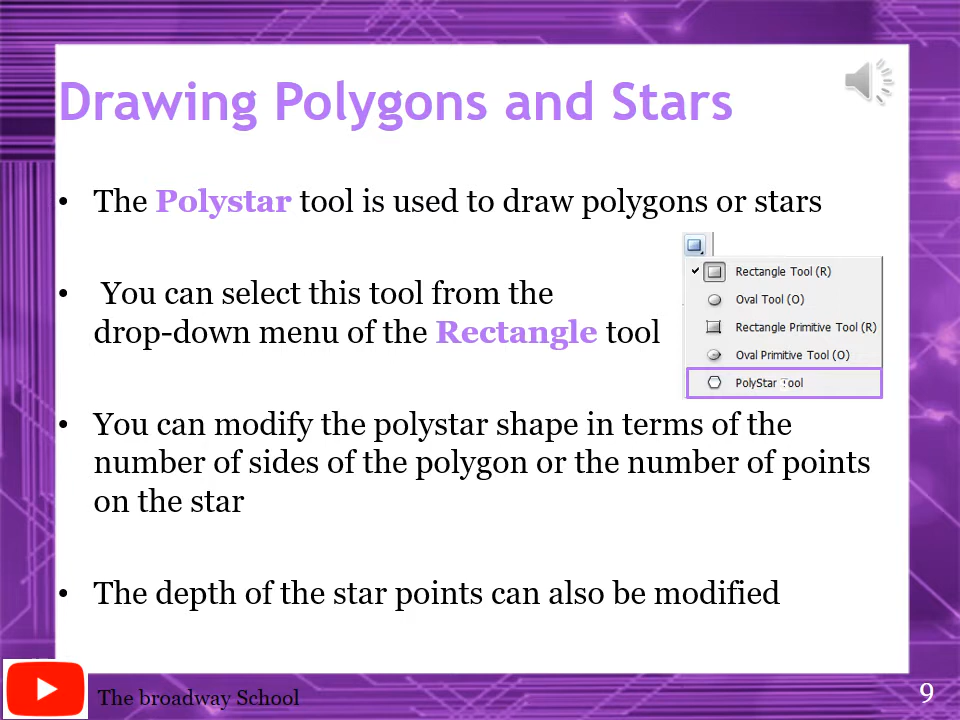 Drawing Polygons and Stars
• The Polystar tool is used to draw polygons or stars
• You can select this tool from the
drop-down menu of the Rectangle tool
Rectangle Tool (R)
Oval Tool (O)
Rectangle Primitive Tool (R)
Oval Primitive Tool (O)
PolyStar Tool
• You can modify the polystar shape in terms of the
number of sides of the polygon or the number of points
on the star
• The depth of the star points can also be modified
The broadway School
9